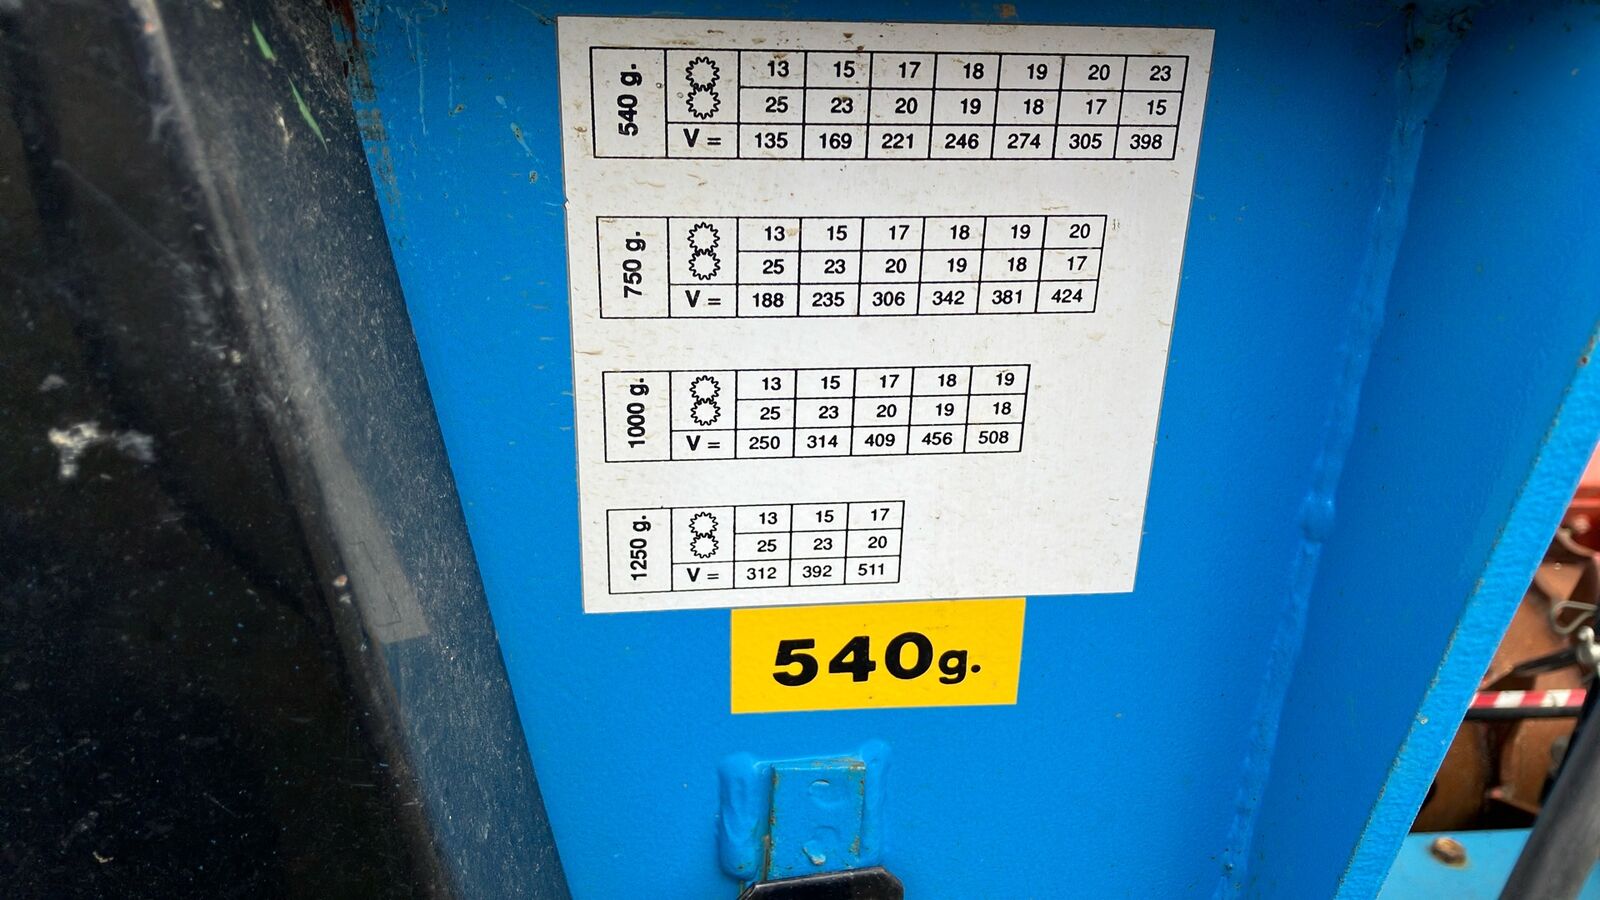 540 g.
13 15 17 18 19 20 23
25 23 20 19 18 17 15
V = 135 169 221 246 274 305 398
750 g.
13 15 17 18 19 20
25 23 20 19 18 17
V = 188 235 306 342 381 424
1000 g.
13 15 17 18 19
25 23 20 19 18
V = 250 314 409 456 508
1250 g.
13 15 17
25 23 20
V = 312 392 511
540g.